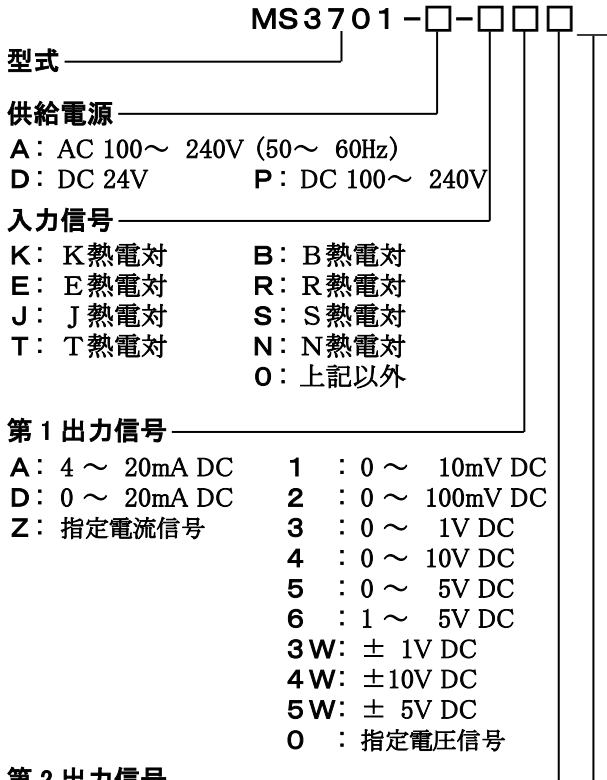 MS3701-□-□□□
型式
供給電源
A: AC 100～ 240V (50～ 60Hz)
D: DC 24V P: DC 100～ 240V
入力信号
K: K熱電対 B: B熱電対
E: E熱電対 R: R熱電対
J: J熱電対 S: S熱電対
T: T熱電対 N: N熱電対
0: 上記以外
第1出力信号
A: 4～ 20mA DC 1 : 0～ 10mV DC
D: 0～ 20mA DC 2 : 0～ 100mV DC
Z: 指定電流信号 3 : 0～ 1V DC
4 : 0～ 10V DC
5 : 0～ 5V DC
6 : 1～ 5V DC
3W: ± 1V DC
4W: ±10V DC
5W: ± 5V DC
0 : 指定電圧信号
第2出力信号